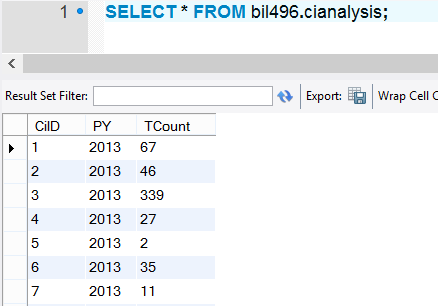 1 SELECT * FROM bil496.cianalysis;
Result Set Filter: Export: Wrap Cell C
CiID PY TCount
1 2013 67
2 2013 46
3 2013 339
4 2013 27
5 2013 2
6 2013 35
7 2013 11